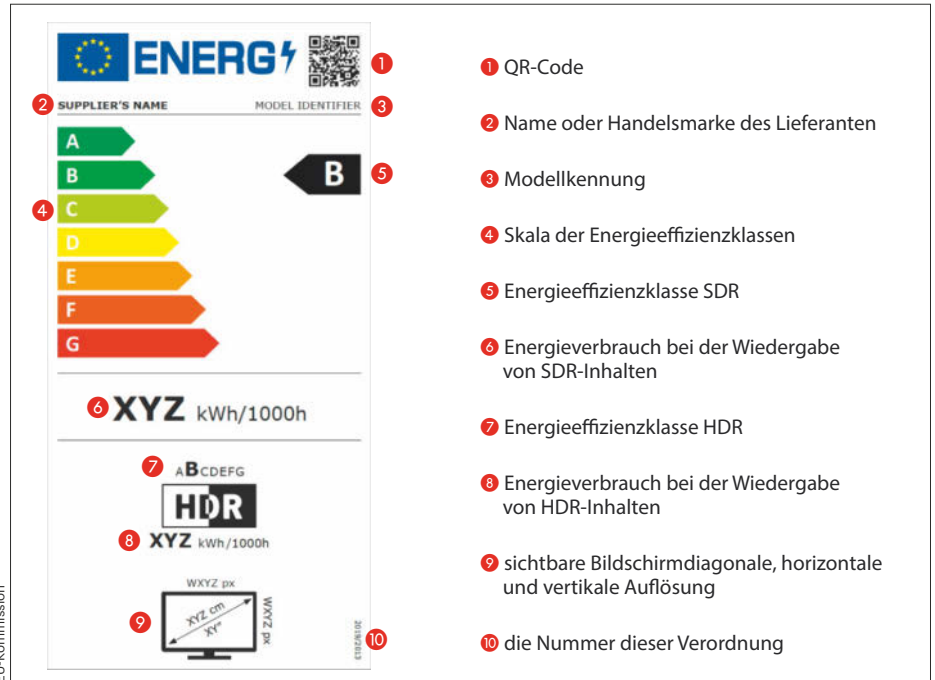 ENERG
1
2 SUPPLIER'S NAME MODEL IDENTIFIER 3
A
B B 5
4 C
D
E
F
G
6 XYZ kWh/1000h
7 ABCDEFG
HDR
8 XYZ kWh/1000h
WXYZ px
9 XYZ cm
XY"
WXYZ px
2019/2013 10
1 QR-Code
2 Name oder Handelsmarke des Lieferanten
3 Modellkennung
4 Skala der Energieeffizienzklassen
5 Energieeffizienzklasse SDR
6 Energieverbrauch bei der Wiedergabe
von SDR-Inhalten
7 Energieeffizienzklasse HDR
8 Energieverbrauch bei der Wiedergabe
von HDR-Inhalten
9 sichtbare Bildschirmdiagonale, horizontale
und vertikale Auflösung
10 die Nummer dieser Verordnung
EU-Kommission